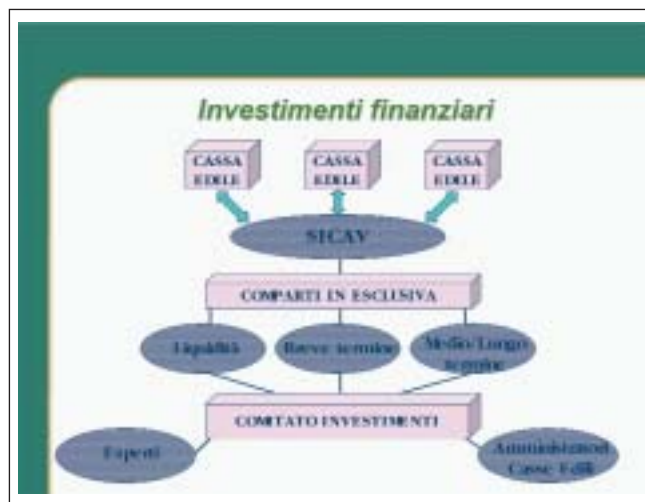 Investimenti finanziari
CASSA EDILE
CASSA EDILE
CASSA EDILE
SICAV
COMPARTI IN ESCLUSIVA
Liquidità
Breve termine
Medio/Lungo termine
COMITATO INVESTIMENTI
Esperti
Amministratori Casse Edili